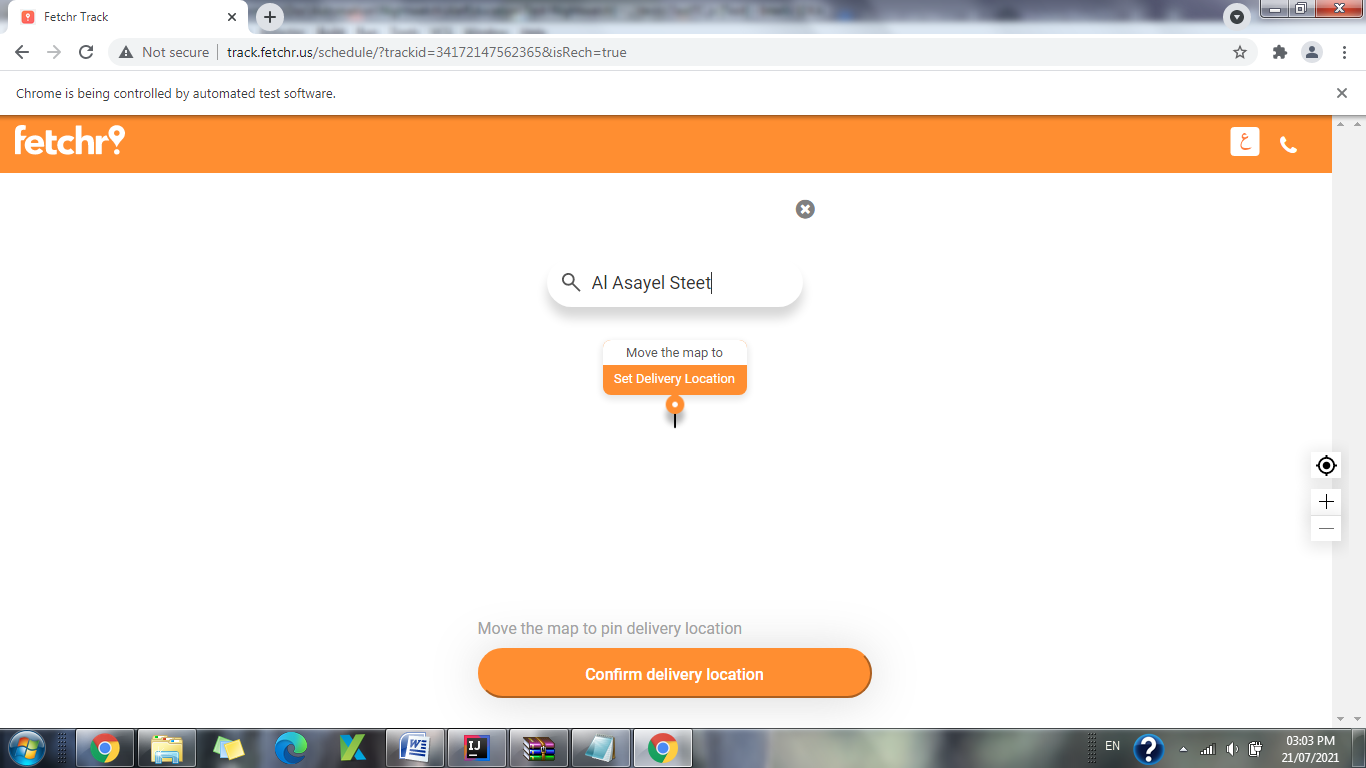 Fetchr Track
Not secure
track.fetchr.us/schedule/?trackid=34172147562365&isRech=true
Chrome is being controlled by automated test software.
fetchr
ع
Al Asayel Steet
Move the map to
Set Delivery Location
Move the map to pin delivery location
Confirm delivery location
W
IJ
EN
03:03 PM
21/07/2021